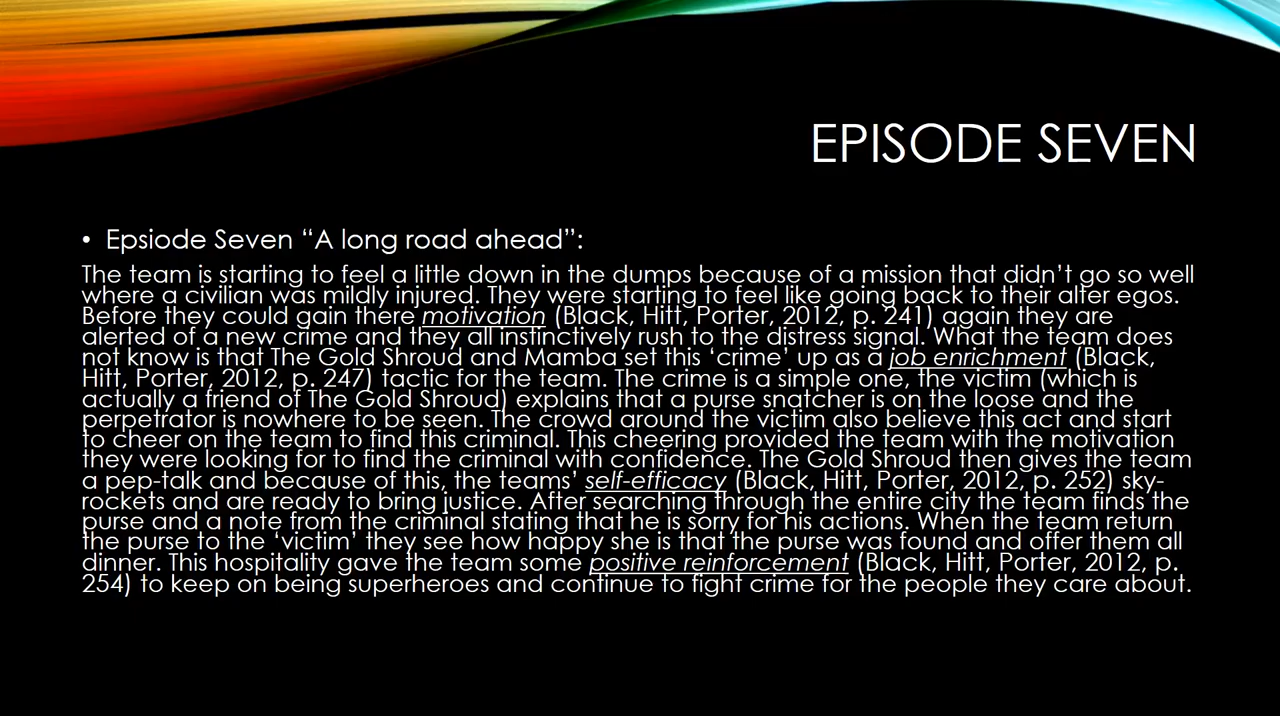 EPISODE SEVEN
• Epsiode Seven “A long road ahead”:
The team is starting to feel a little down in the dumps because of a mission that didn’t go so well
where a civilian was mildly injured. They were starting to feel like going back to their alter egos.
Before they could gain there motivation (Black, Hitt, Porter, 2012, p. 241) again they are
alerted of a new crime and they all instinctively rush to the distress signal. What the team does
not know is that The Gold Shroud and Mamba set this ‘crime’ up as a job enrichment (Black,
Hitt, Porter, 2012, p. 247) tactic for the team. The crime is a simple one, the victim (which is
actually a friend of The Gold Shroud) explains that a purse snatcher is on the loose and the
perpetrator is nowhere to be seen. The crowd around the victim also believe this act and start
to cheer on the team to find this criminal. This cheering provided the team with the motivation
they were looking for to find the criminal with confidence. The Gold Shroud then gives the team
a pep-talk and because of this, the teams’ self-efficacy (Black, Hitt, Porter, 2012, p. 252) sky-
rockets and are ready to bring justice. After searching through the entire city the team finds the
purse and a note from the criminal stating that he is sorry for his actions. When the team return
the purse to the ‘victim’ they see how happy she is that the purse was found and offer them all
dinner. This hospitality gave the team some positive reinforcement (Black, Hitt, Porter, 2012, p.
254) to keep on being superheroes and continue to fight crime for the people they care about.